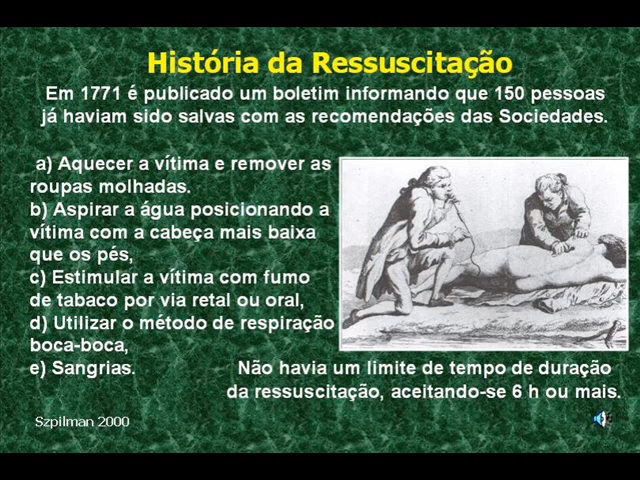 História da Ressuscitação
Em 1771 é publicado um boletim informando que 150 pessoas
já haviam sido salvas com as recomendações das Sociedades.
a) Aquecer a vítima e remover as
roupas molhadas.
b) Aspirar a água posicionando a
vítima com a cabeça mais baixa
que os pés,
c) Estimular a vítima com fumo
de tabaco por via retal ou oral,
d) Utilizar o método de respiração
boca-boca,
e) Sangrias.
Não havia um limite de tempo de duração
da ressuscitação, aceitando-se 6 h ou mais.
Szpilman 2000